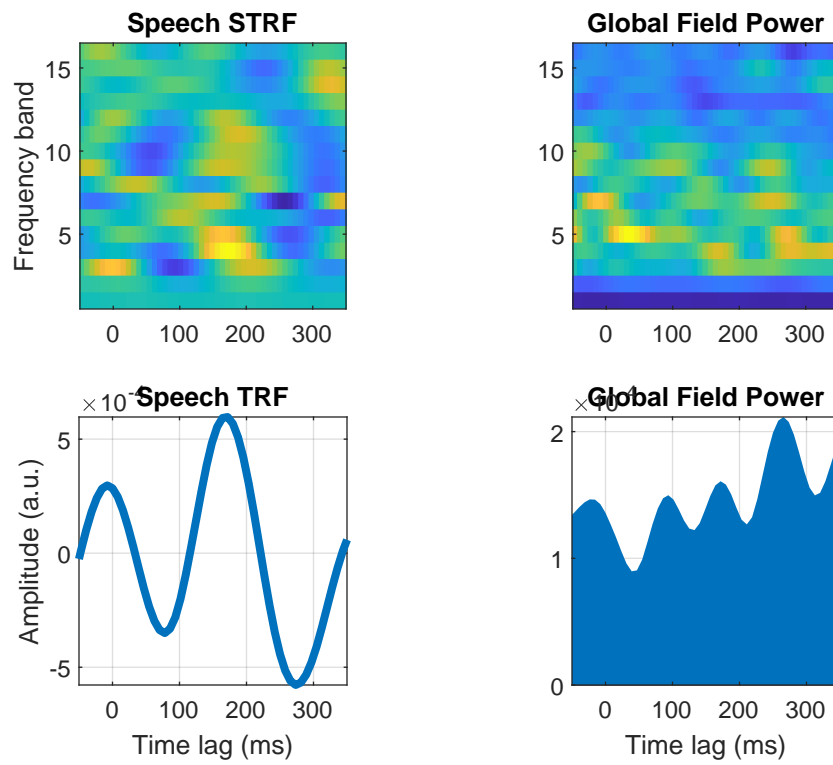 Speech STRF
Frequency band
15
10
5
0 100 200 300
Global Field Power
15
10
5
0 100 200 300
× 10⁻⁴
Speech TRF
Amplitude (a.u.)
5
0
-5
0 100 200 300
Time lag (ms)
Global Field Power
2
1
0
0 100 200 300
Time lag (ms)